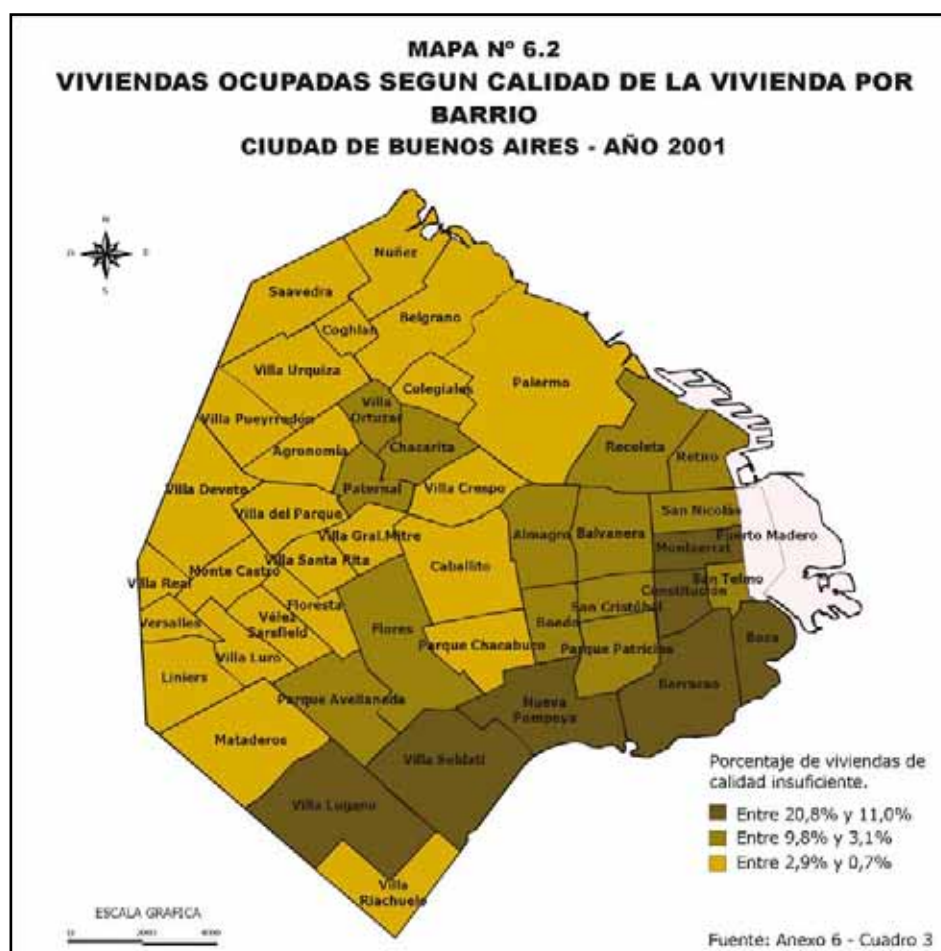 MAPA Nº 6.2
VIVIENDAS OCUPADAS SEGUN CALIDAD DE LA VIVIENDA POR
BARRIO
CIUDAD DE BUENOS AIRES - AÑO 2001
N
O
E
S
Nuñez
Saavedra
Coghlan
Belgrano
Villa Urquiza
Colegiales
Palermo
Villa
Ortuzar
Villa Pueyrredón
Chacarita
Agronomía
Recoleta
Retiro
Villa Devoto
Paternal
Villa Crespo
Villa del Parque
San Nicolás
Villa Gral.Mitre
Almagro
Balvanera
Puerto Madero
Montserrat
Villa Santa Rita
Caballito
Monte Castro
Villa Real
San Telmo
Constitución
Floresta
San Cristóbal
Versalles
Vélez
Sarsfield
Flores
Boedo
Boca
Parque Chacabuco
Parque Patricios
Villa Luro
Liniers
Barracas
Parque Avellaneda
Nueva
Pompeya
Mataderos
Villa Soldati
Villa Lugano
Villa
Riachuelo
Porcentaje de viviendas de
calidad insuficiente.
Entre 20,8% y 11,0%
Entre 9,8% y 3,1%
Entre 2,9% y 0,7%
ESCALA GRAFICA
2000
4000
Fuente: Anexo 6 - Cuadro 3